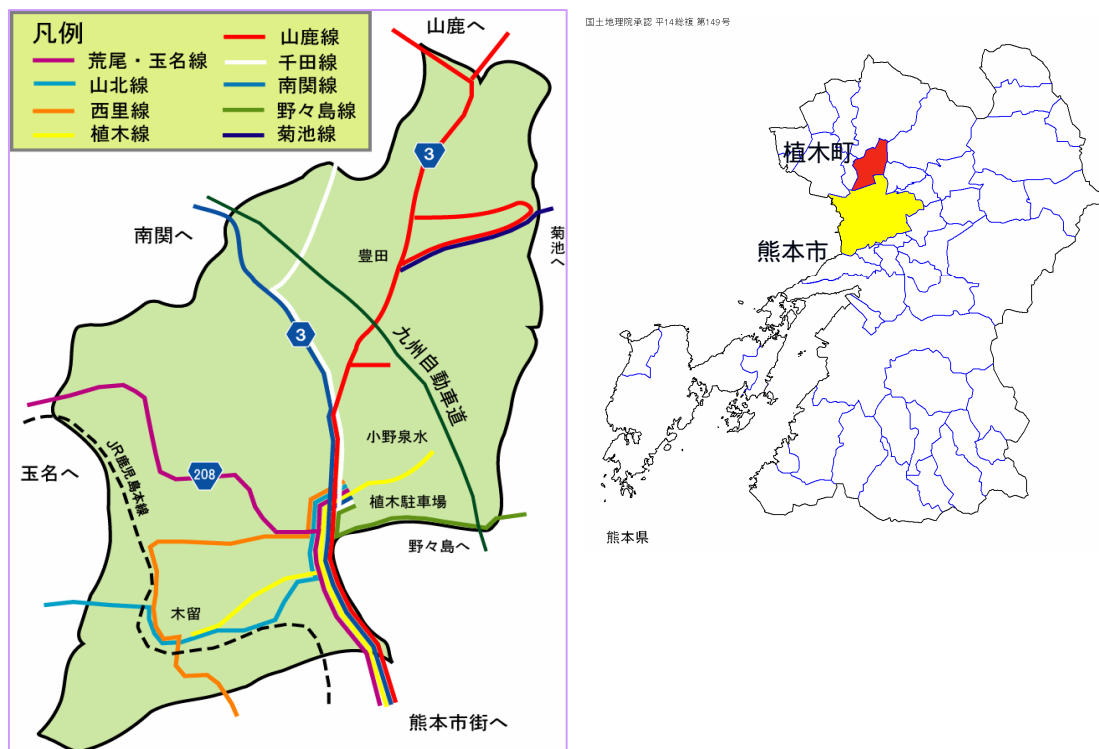 凡例
荒尾・玉名線
山北線
西里線
植木線
山鹿線
千田線
南関線
野々島線
菊池線
山鹿へ
3
南関へ
豊田
菊池へ
3
九州自動車道
小野泉水
玉名へ
JR鹿児島本線
208
植木駐車場
野々島へ
木留
熊本市街へ
国土地理院承認 平14総複 第149号
植木町
熊本市
熊本県